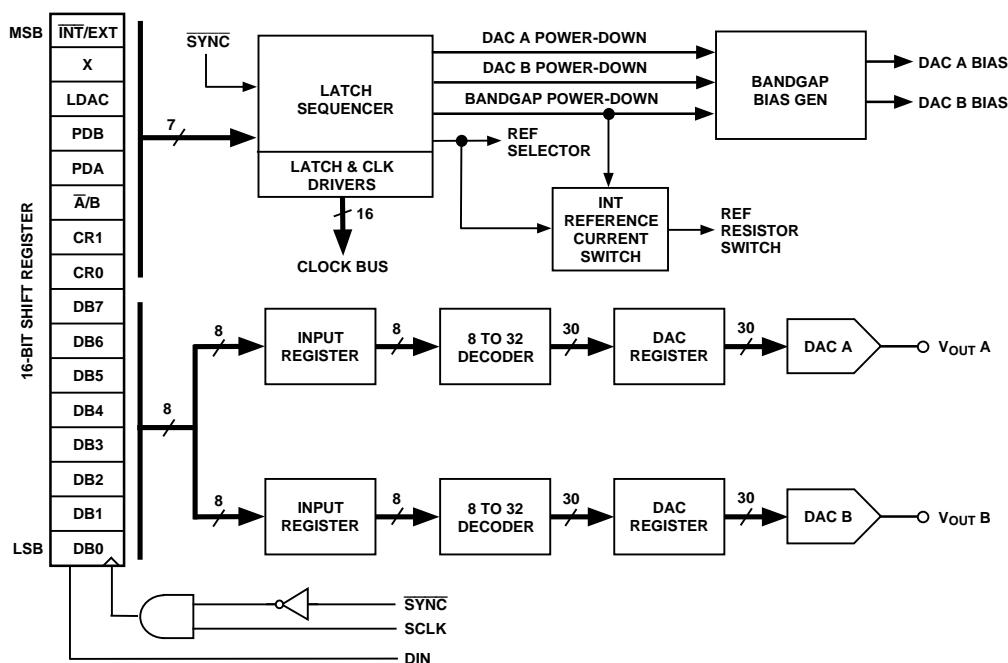 16-BIT SHIFT REGISTER
MSB
I̅N̅T̅/EXT
X
LDAC
PDB
PDA
A̅/B
CR1
CR0
DB7
DB6
DB5
DB4
DB3
DB2
DB1
LSB
DB0
7
S̅Y̅N̅C̅
LATCH
SEQUENCER
LATCH & CLK
DRIVERS
16
CLOCK BUS
DAC A POWER-DOWN
DAC B POWER-DOWN
BANDGAP POWER-DOWN
REF
SELECTOR
BANDGAP
BIAS GEN
DAC A BIAS
DAC B BIAS
INT
REFERENCE
CURRENT
SWITCH
REF
RESISTOR
SWITCH
8
8
INPUT
REGISTER
8
8 TO 32
DECODER
30
DAC
REGISTER
30
DAC A
VOUT A
8
INPUT
REGISTER
8
8 TO 32
DECODER
30
DAC
REGISTER
30
DAC B
VOUT B
S̅Y̅N̅C̅
SCLK
DIN